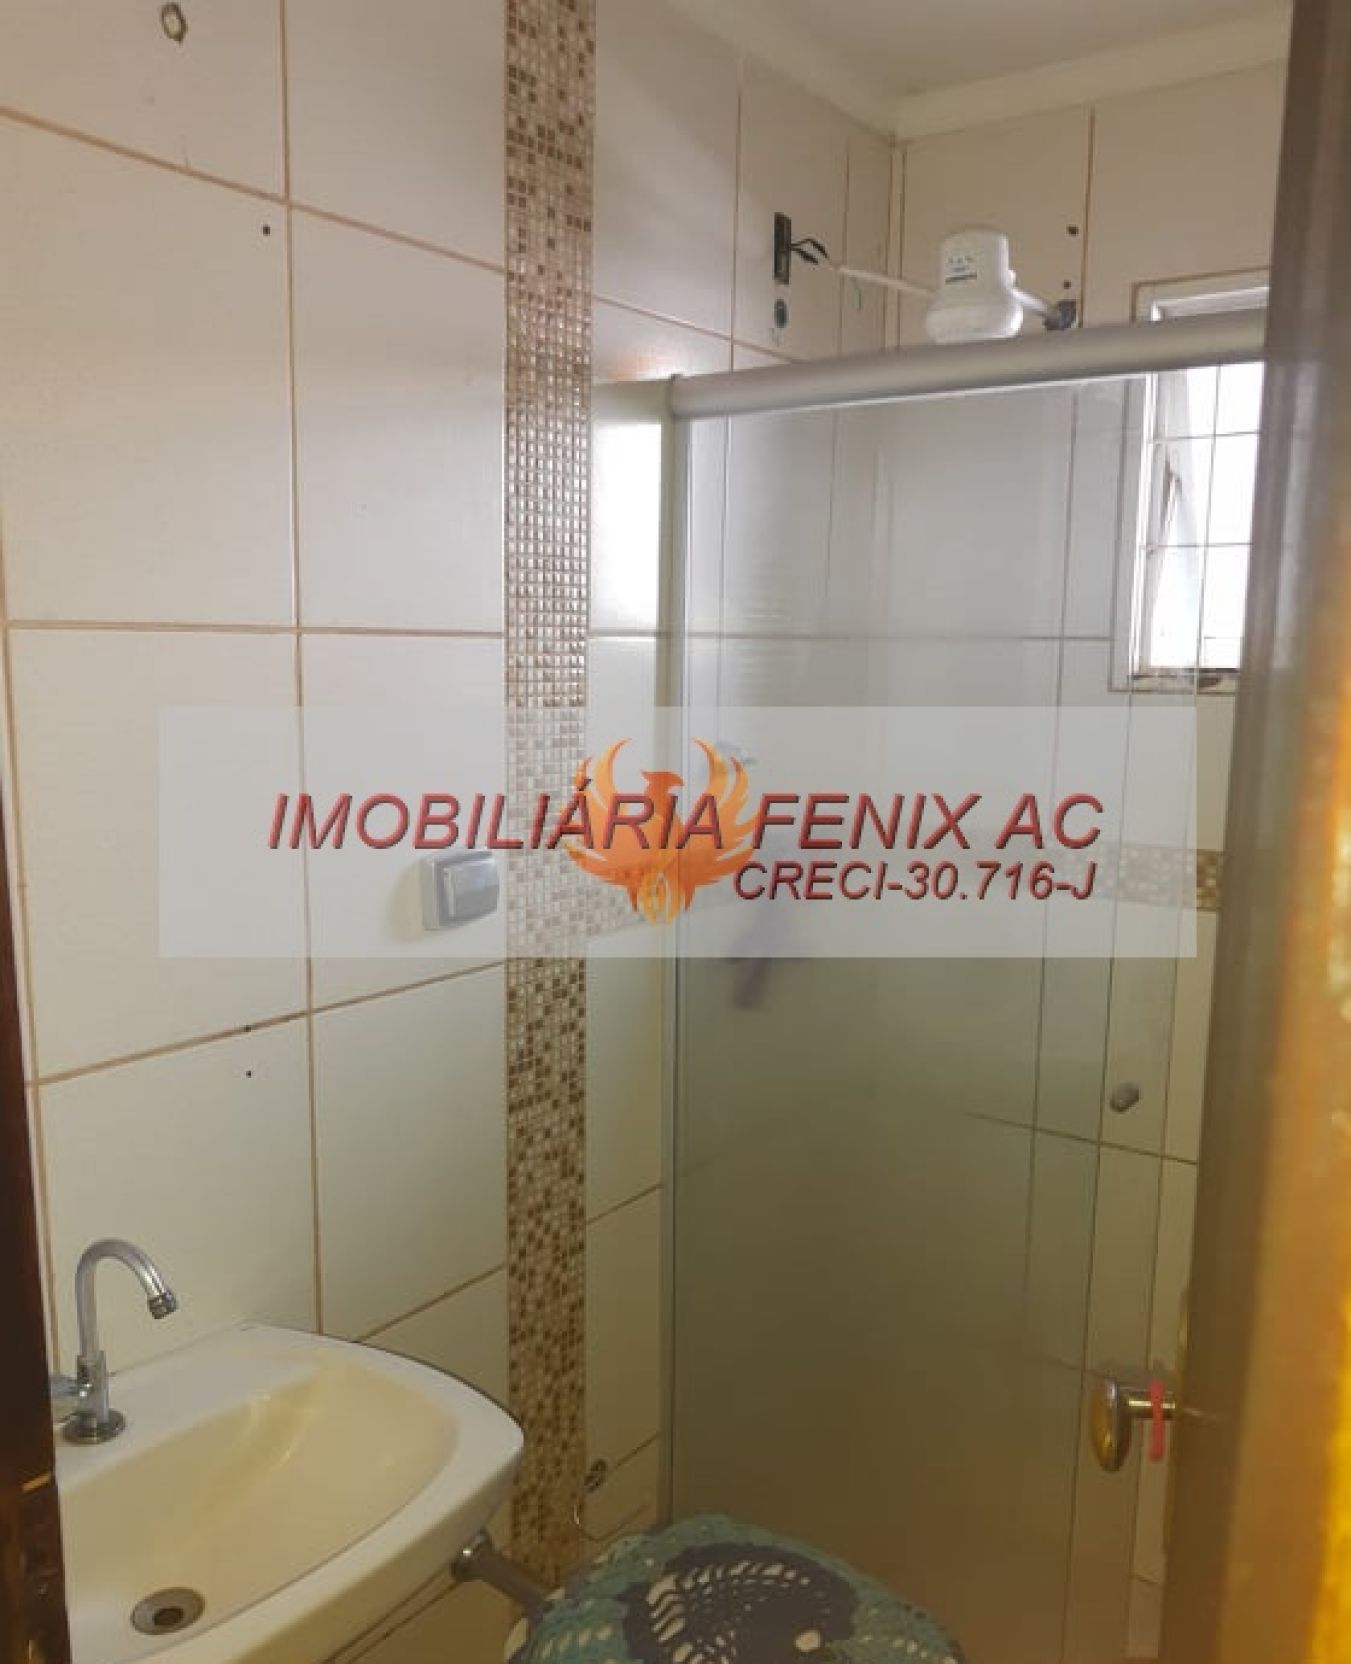 IMOBILIÁRIA FENIX AC
CRECI-30.716-J